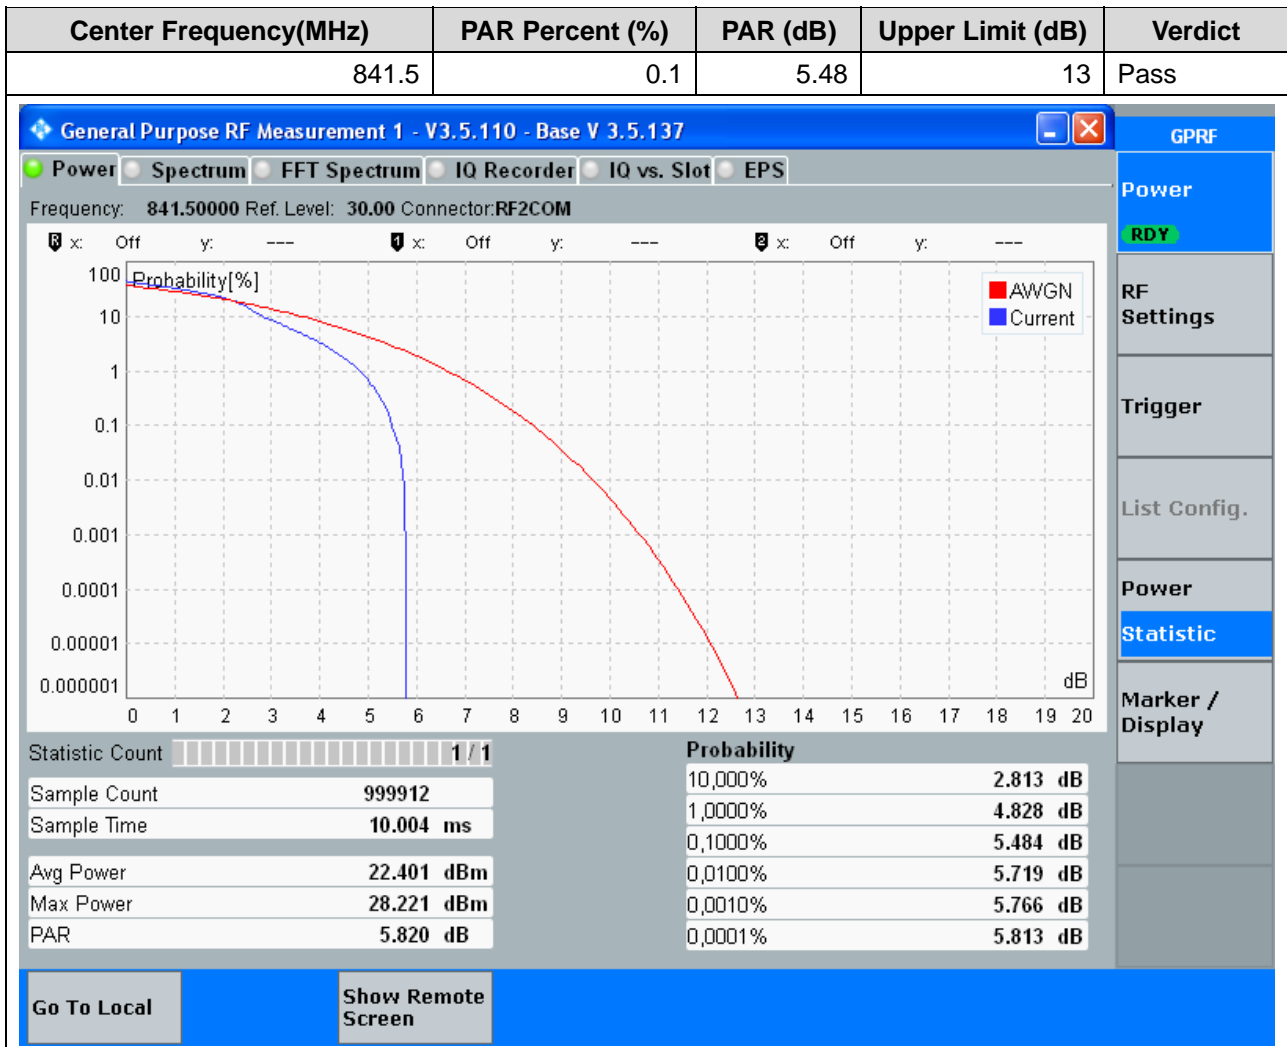 Center Frequency(MHz) PAR Percent (%) PAR (dB) Upper Limit (dB) Verdict
841.5 0.1 5.48 13 Pass
General Purpose RF Measurement 1 - V3.5.110 - Base V 3.5.137
GPRF
Power Spectrum FFT Spectrum IQ Recorder IQ vs. Slot EPS
Frequency: 841.50000 Ref. Level: 30.00 Connector:RF2COM
R x: Off y: --- 1 x: Off y: --- 2 x: Off y: ---
Probability[%]
AWGN
Current
100
10
1
0.1
0.01
0.001
0.0001
0.00001
0.000001
dB
0 1 2 3 4 5 6 7 8 9 10 11 12 13 14 15 16 17 18 19 20
Statistic Count 1 / 1
Sample Count 999912
Sample Time 10.004 ms
Avg Power 22.401 dBm
Max Power 28.221 dBm
PAR 5.820 dB
Probability
10,000% 2.813 dB
1,0000% 4.828 dB
0,1000% 5.484 dB
0,0100% 5.719 dB
0,0010% 5.766 dB
0,0001% 5.813 dB
Power
RDY
RF
Settings
Trigger
List Config.
Power
Statistic
Marker /
Display
Go To Local
Show Remote
Screen